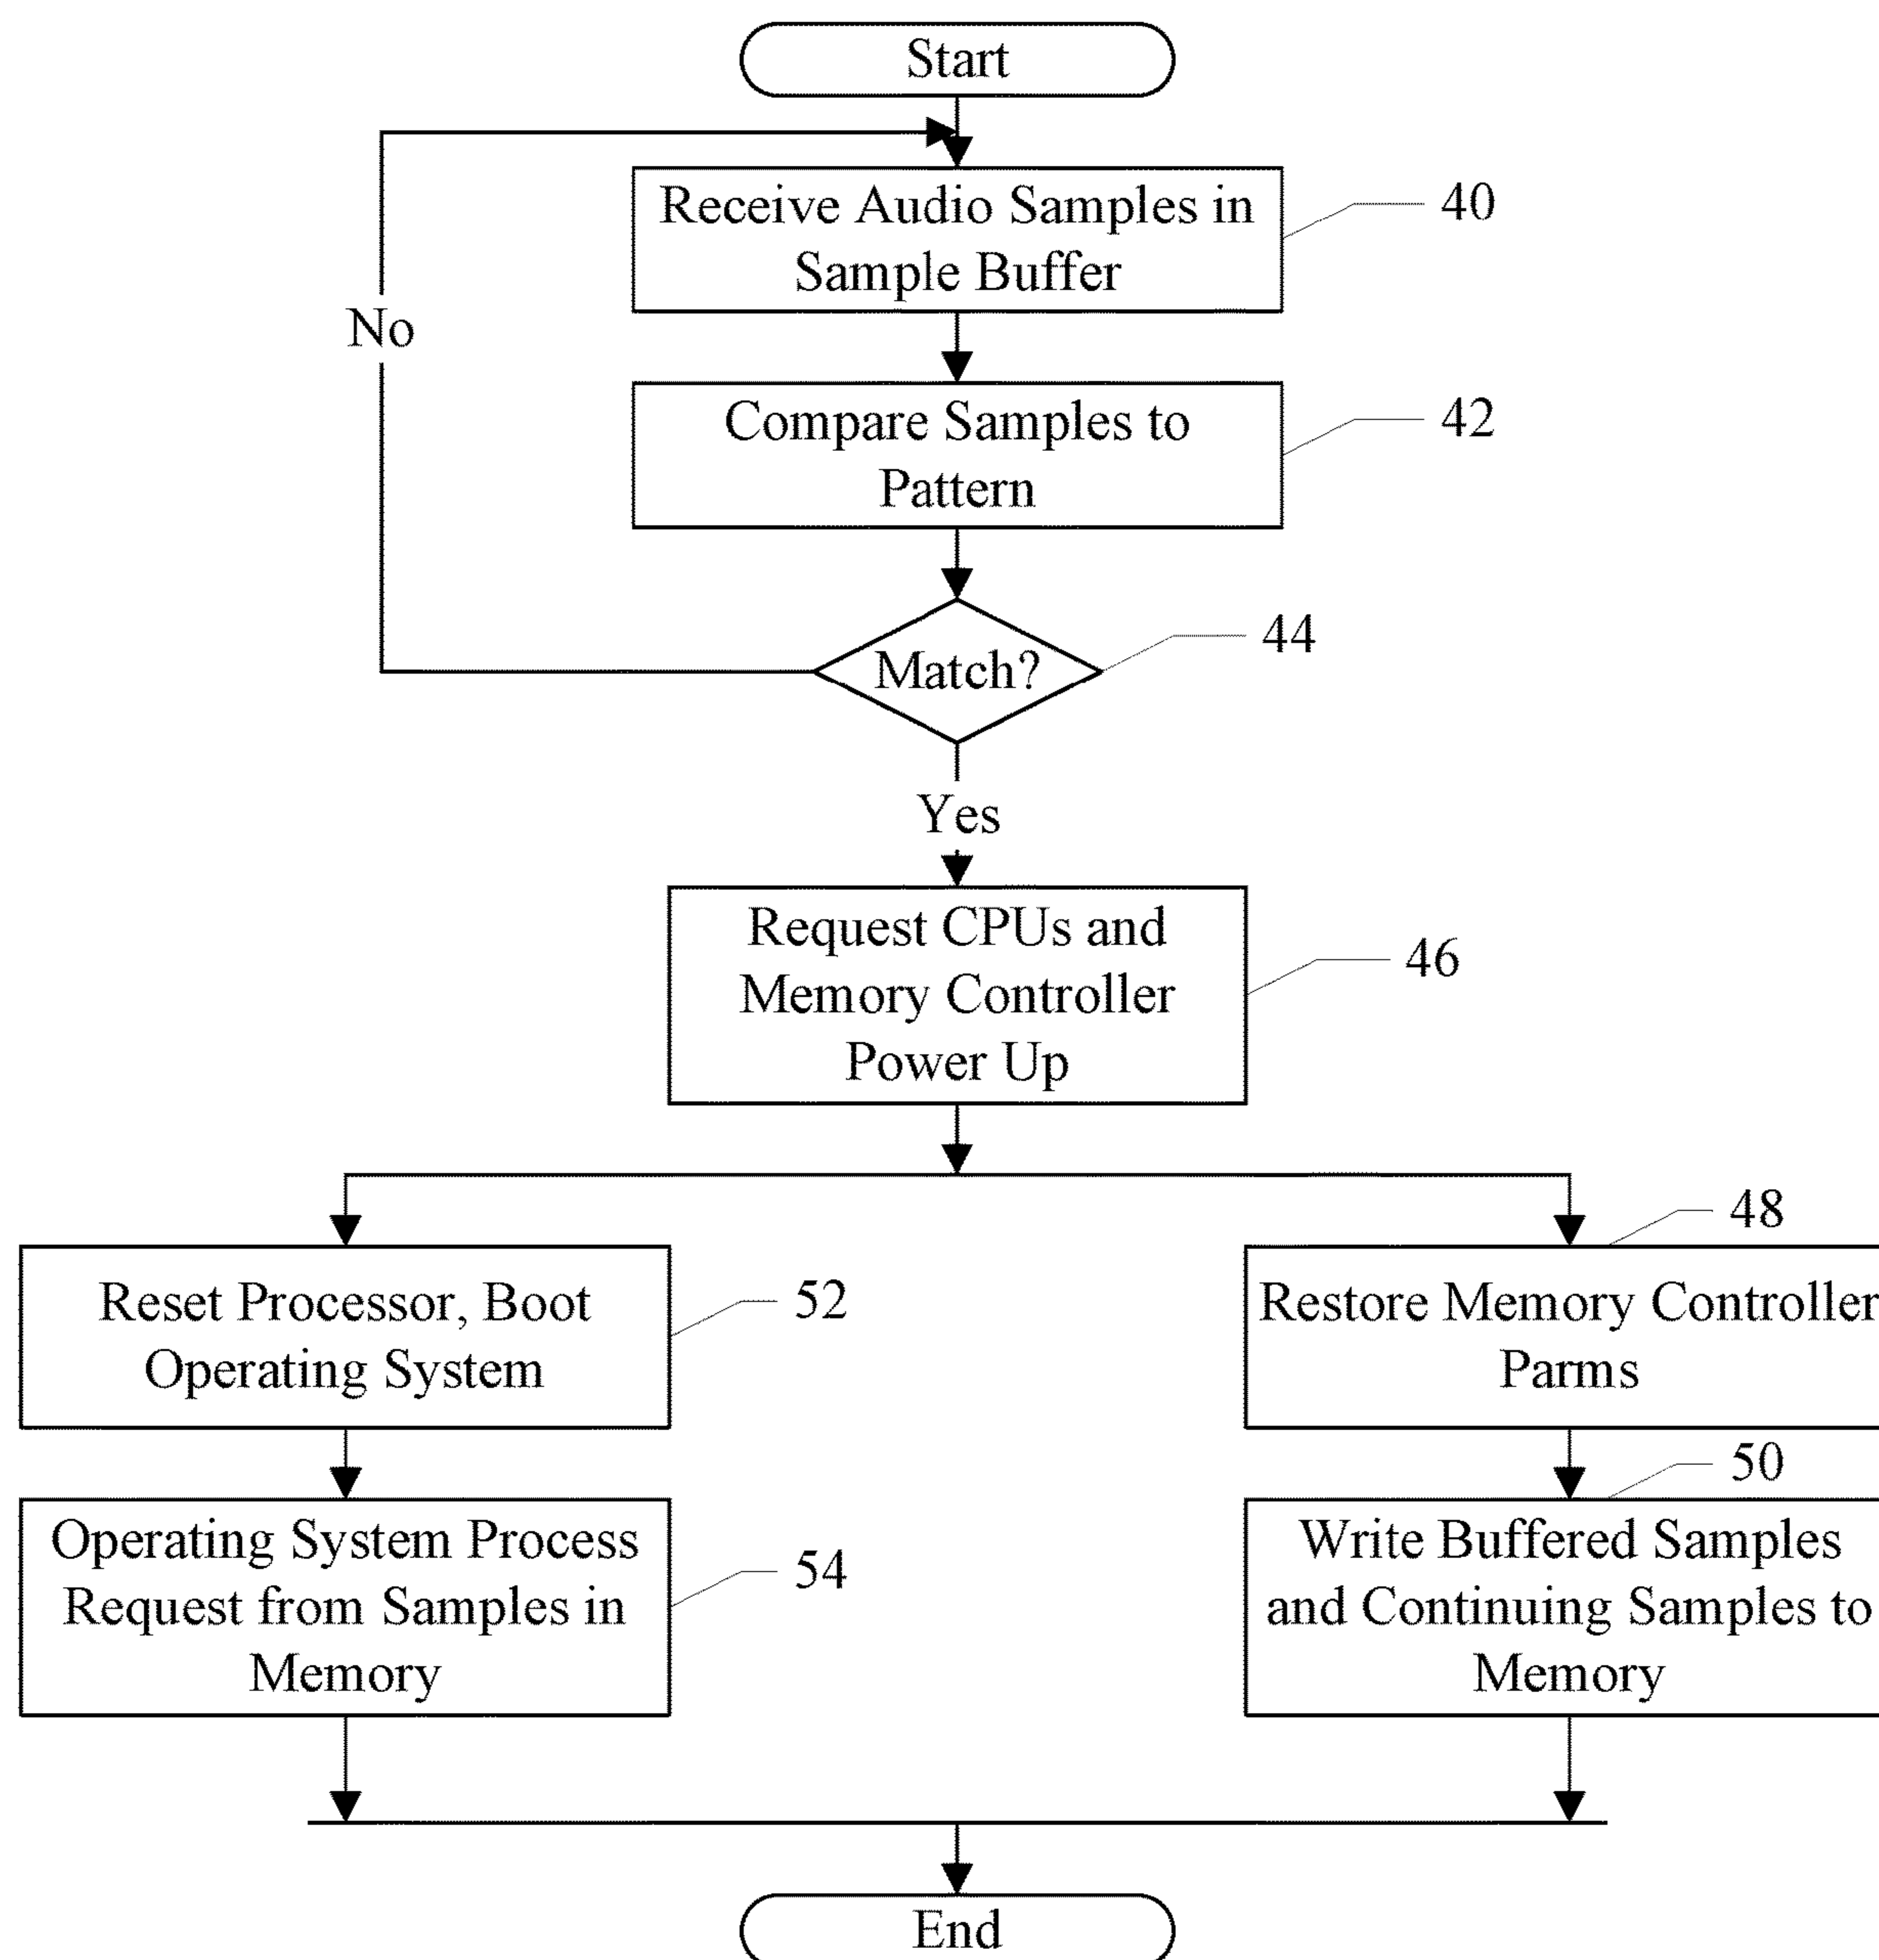 Start
Receive Audio Samples in
Sample Buffer
40
No
Compare Samples to
Pattern
42
Match?
44
Yes
Request CPUs and
Memory Controller
Power Up
46
Reset Processor, Boot
Operating System
52
48
Restore Memory Controller
Parms
Operating System Process
Request from Samples in
Memory
54
50
Write Buffered Samples
and Continuing Samples to
Memory
End